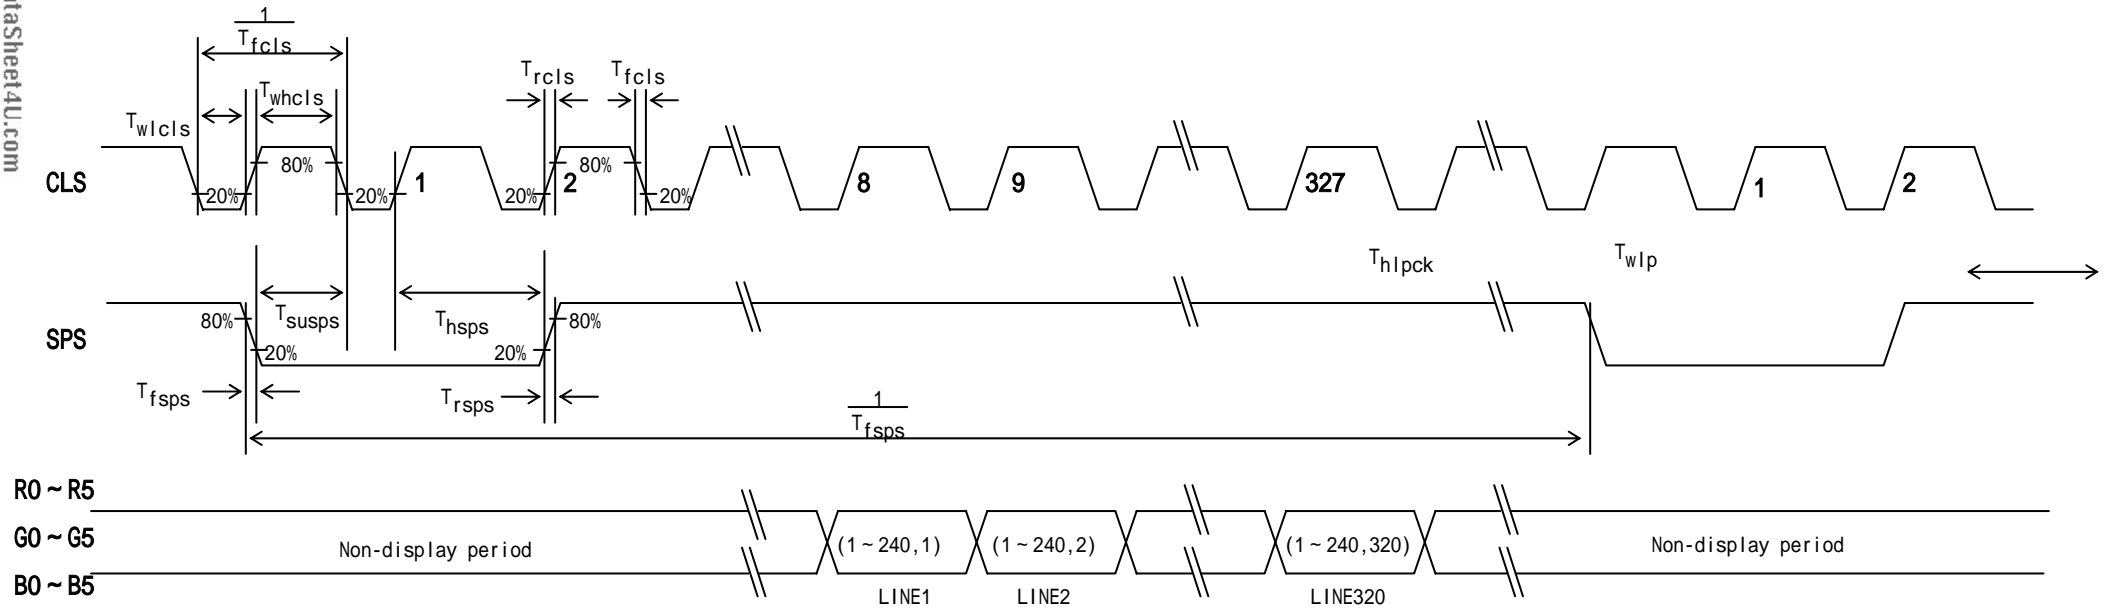 taSheet4U.com
1
Tfcls
Twhcls
Twlcls
Trcls
Tfcls
CLS
20%
80%
20%
1
20%
2
80%
20%
8
9
327
1
2
Thlpck
Twlp
SPS
80%
20%
Tsusps
Thsps
20%
80%
Tfsps
Trsps
1
Tfsps
R0 ~ R5
G0 ~ G5
B0 ~ B5
Non-display period
(1 ~ 240,1)
(1 ~ 240,2)
(1 ~ 240,320)
Non-display period
LINE1
LINE2
LINE320